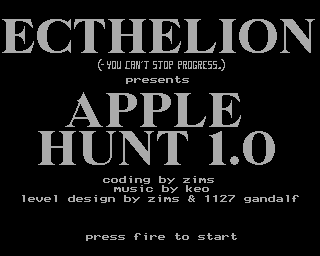 ECTHELION
(-YOU CAN'T STOP PROGRESS..)
presents
APPLE
HUNT 1.0
coding by zims
music by keo
level design by zims & 1127 gandalf
press fire to start